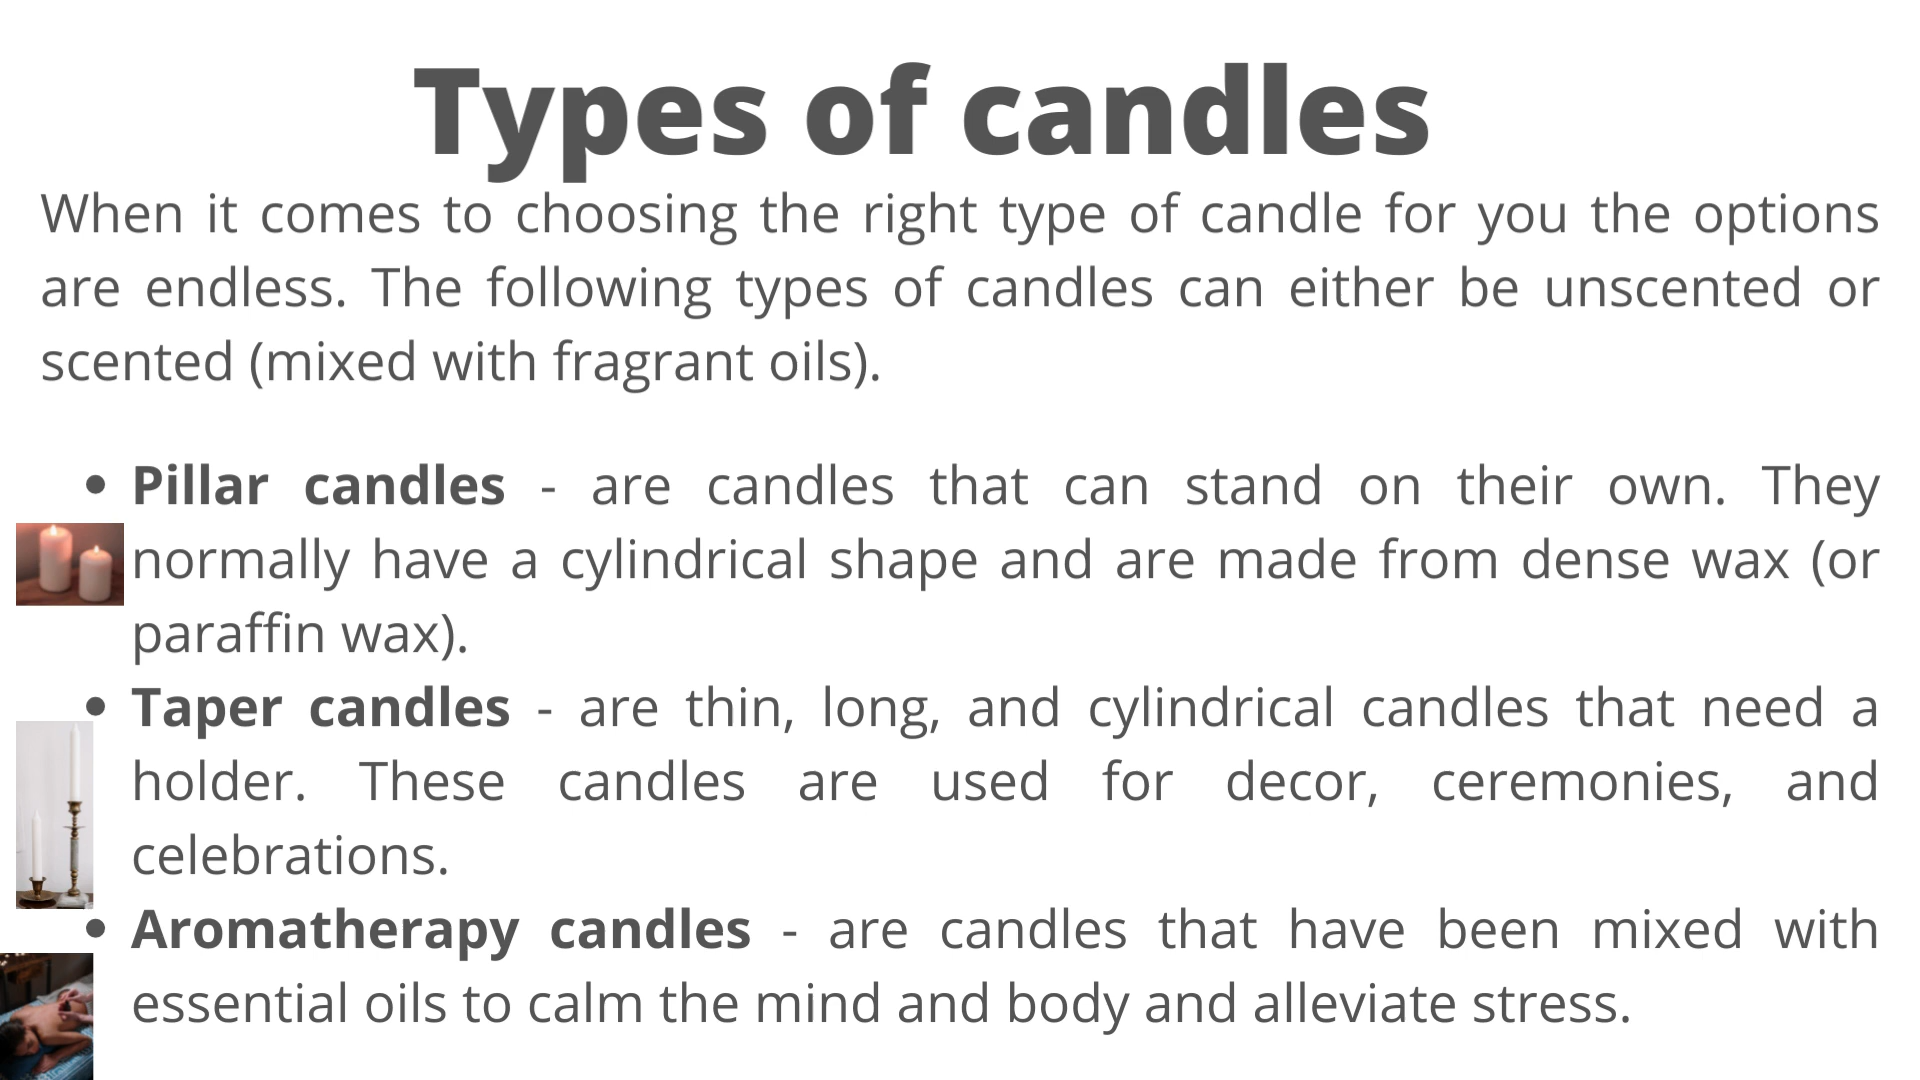 Types of candles
When it comes to choosing the right type of candle for you the options
are endless. The following types of candles can either be unscented or
scented (mixed with fragrant oils).
• Pillar candles - are candles that can stand on their own. They
normally have a cylindrical shape and are made from dense wax (or
paraffin wax).
• Taper candles - are thin, long, and cylindrical candles that need a
holder. These candles are used for decor, ceremonies, and
celebrations.
• Aromatherapy candles - are candles that have been mixed with
essential oils to calm the mind and body and alleviate stress.